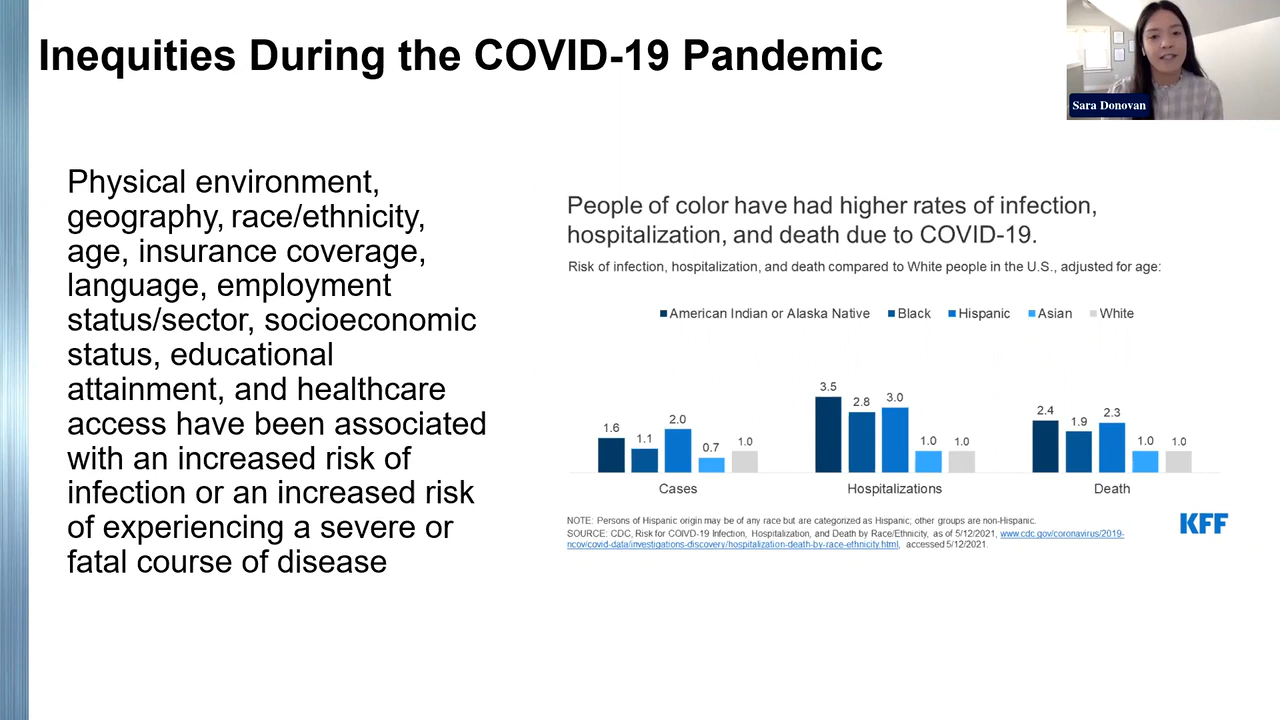 Inequities During the COVID-19 Pandemic
Sara Donovan
Physical environment,
geography, race/ethnicity,
age, insurance coverage,
language, employment
status/sector, socioeconomic
status, educational
attainment, and healthcare
access have been associated
with an increased risk of
infection or an increased risk
of experiencing a severe or
fatal course of disease
People of color have had higher rates of infection,
hospitalization, and death due to COVID-19.
Risk of infection, hospitalization, and death compared to White people in the U.S., adjusted for age:
American Indian or Alaska Native Black Hispanic Asian White
1.6 1.1 2.0 0.7 1.0
3.5 2.8 3.0 1.0 1.0
2.4 1.9 2.3 1.0 1.0
Cases Hospitalizations Death
NOTE: Persons of Hispanic origin may be of any race but are categorized as Hispanic; other groups are non-Hispanic.
SOURCE: CDC, Risk for COIVD-19 Infection, Hospitalization, and Death by Race/Ethnicity, as of 5/12/2021, www.cdc.gov/coronavirus/2019-
ncov/covid-data/investigations-discovery/hospitalization-death-by-race-ethnicity.html, accessed 5/12/2021.
KFF